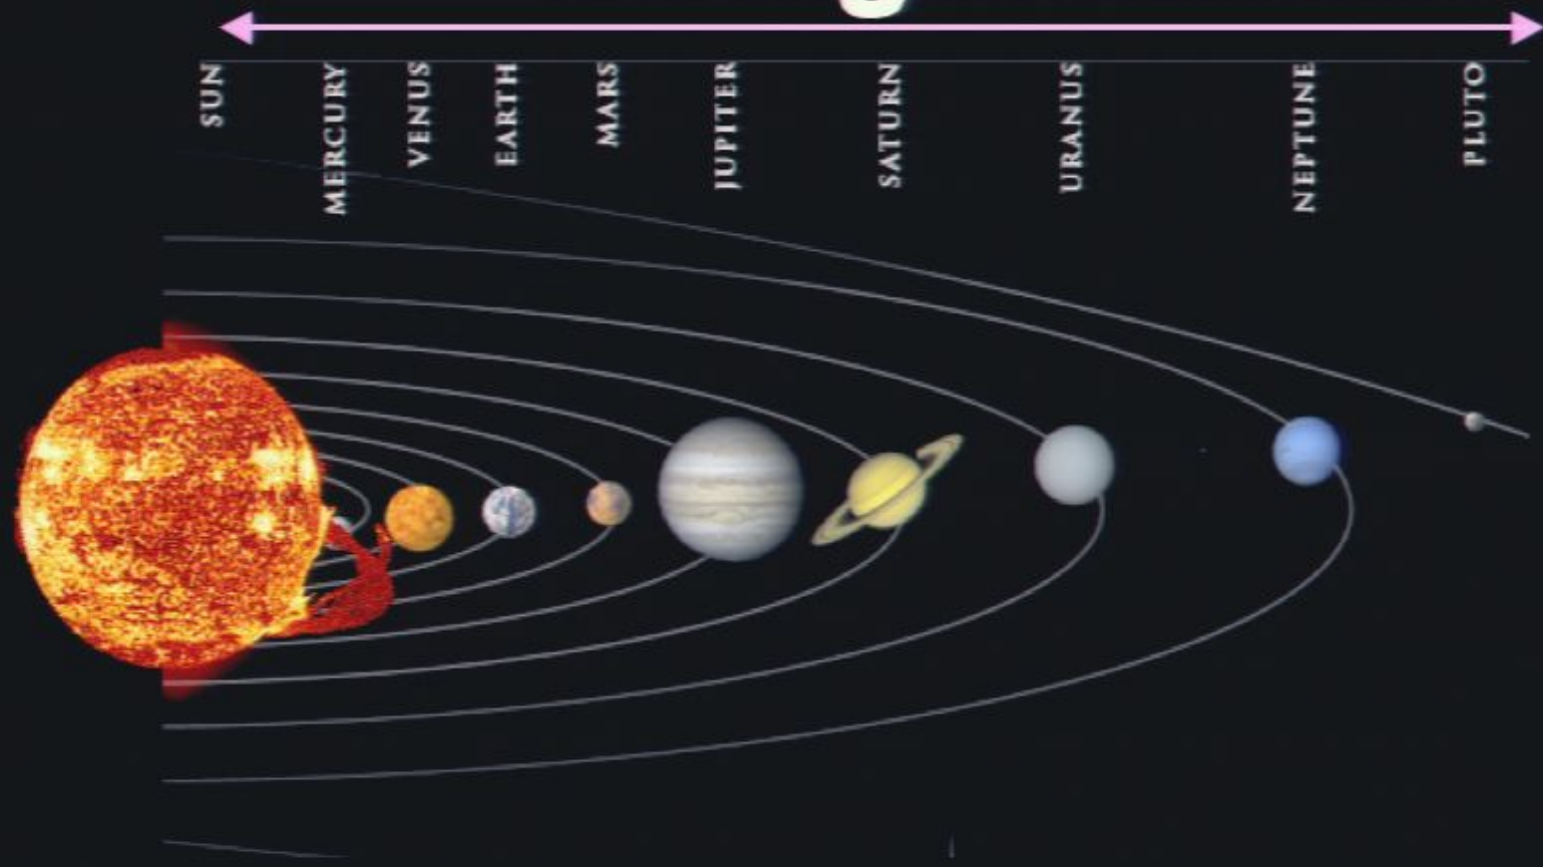 SUN
MERCURY
VENUS
EARTH
MARS
JUPITER
SATURN
URANUS
NEPTUNE
PLUTO